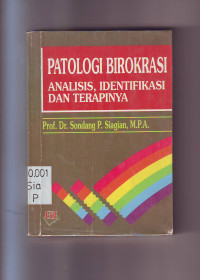 PATOLOGI BIROKRASI
ANALISIS, IDENTIFIKASI
DAN TERAPINYA
Prof. Dr. Sondang P. Siagian, M.P.A.
0.001
Sia
P